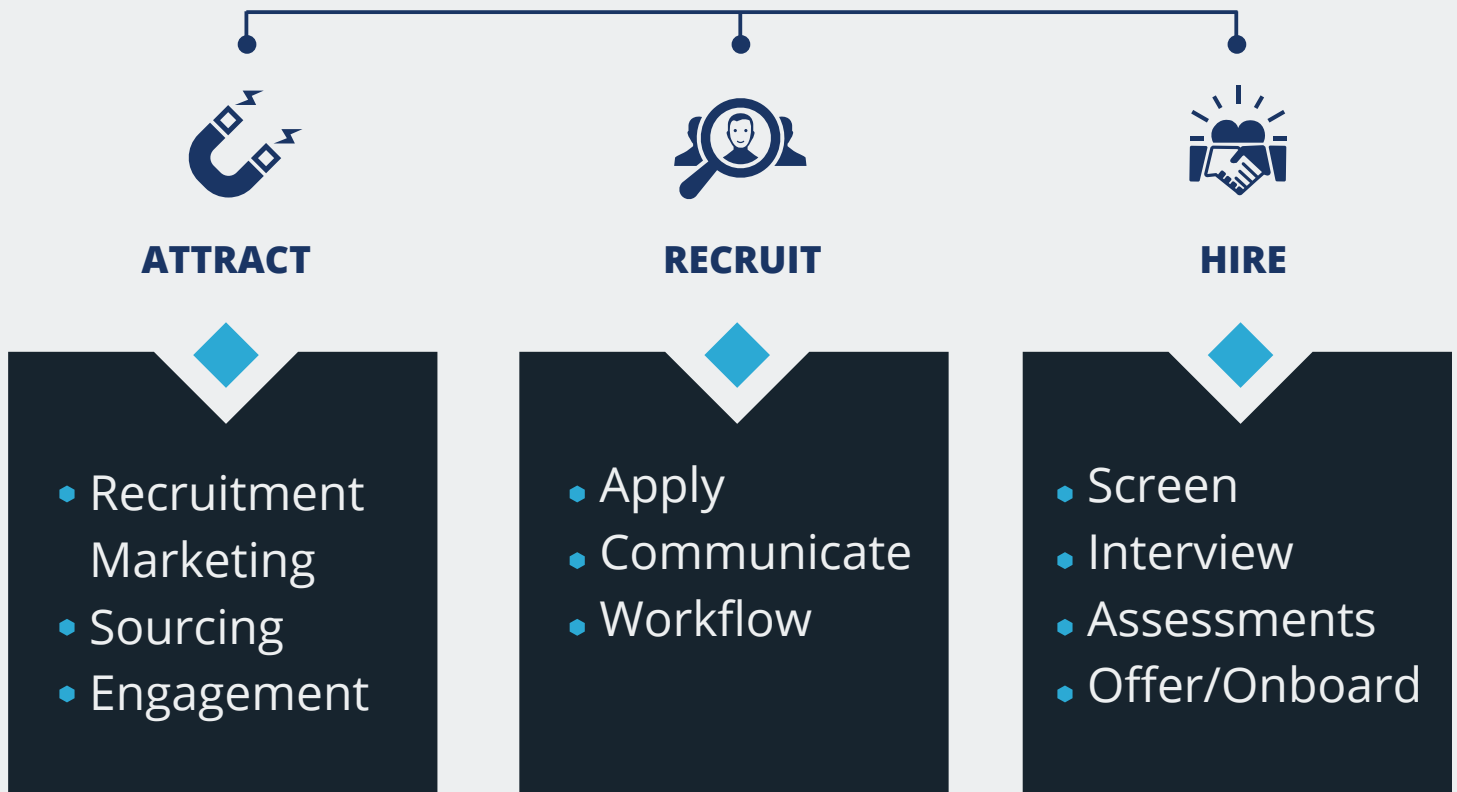 ATTRACT
Recruitment
Marketing
Sourcing
Engagement
RECRUIT
Apply
Communicate
Workflow
HIRE
Screen
Interview
Assessments
Offer/Onboard